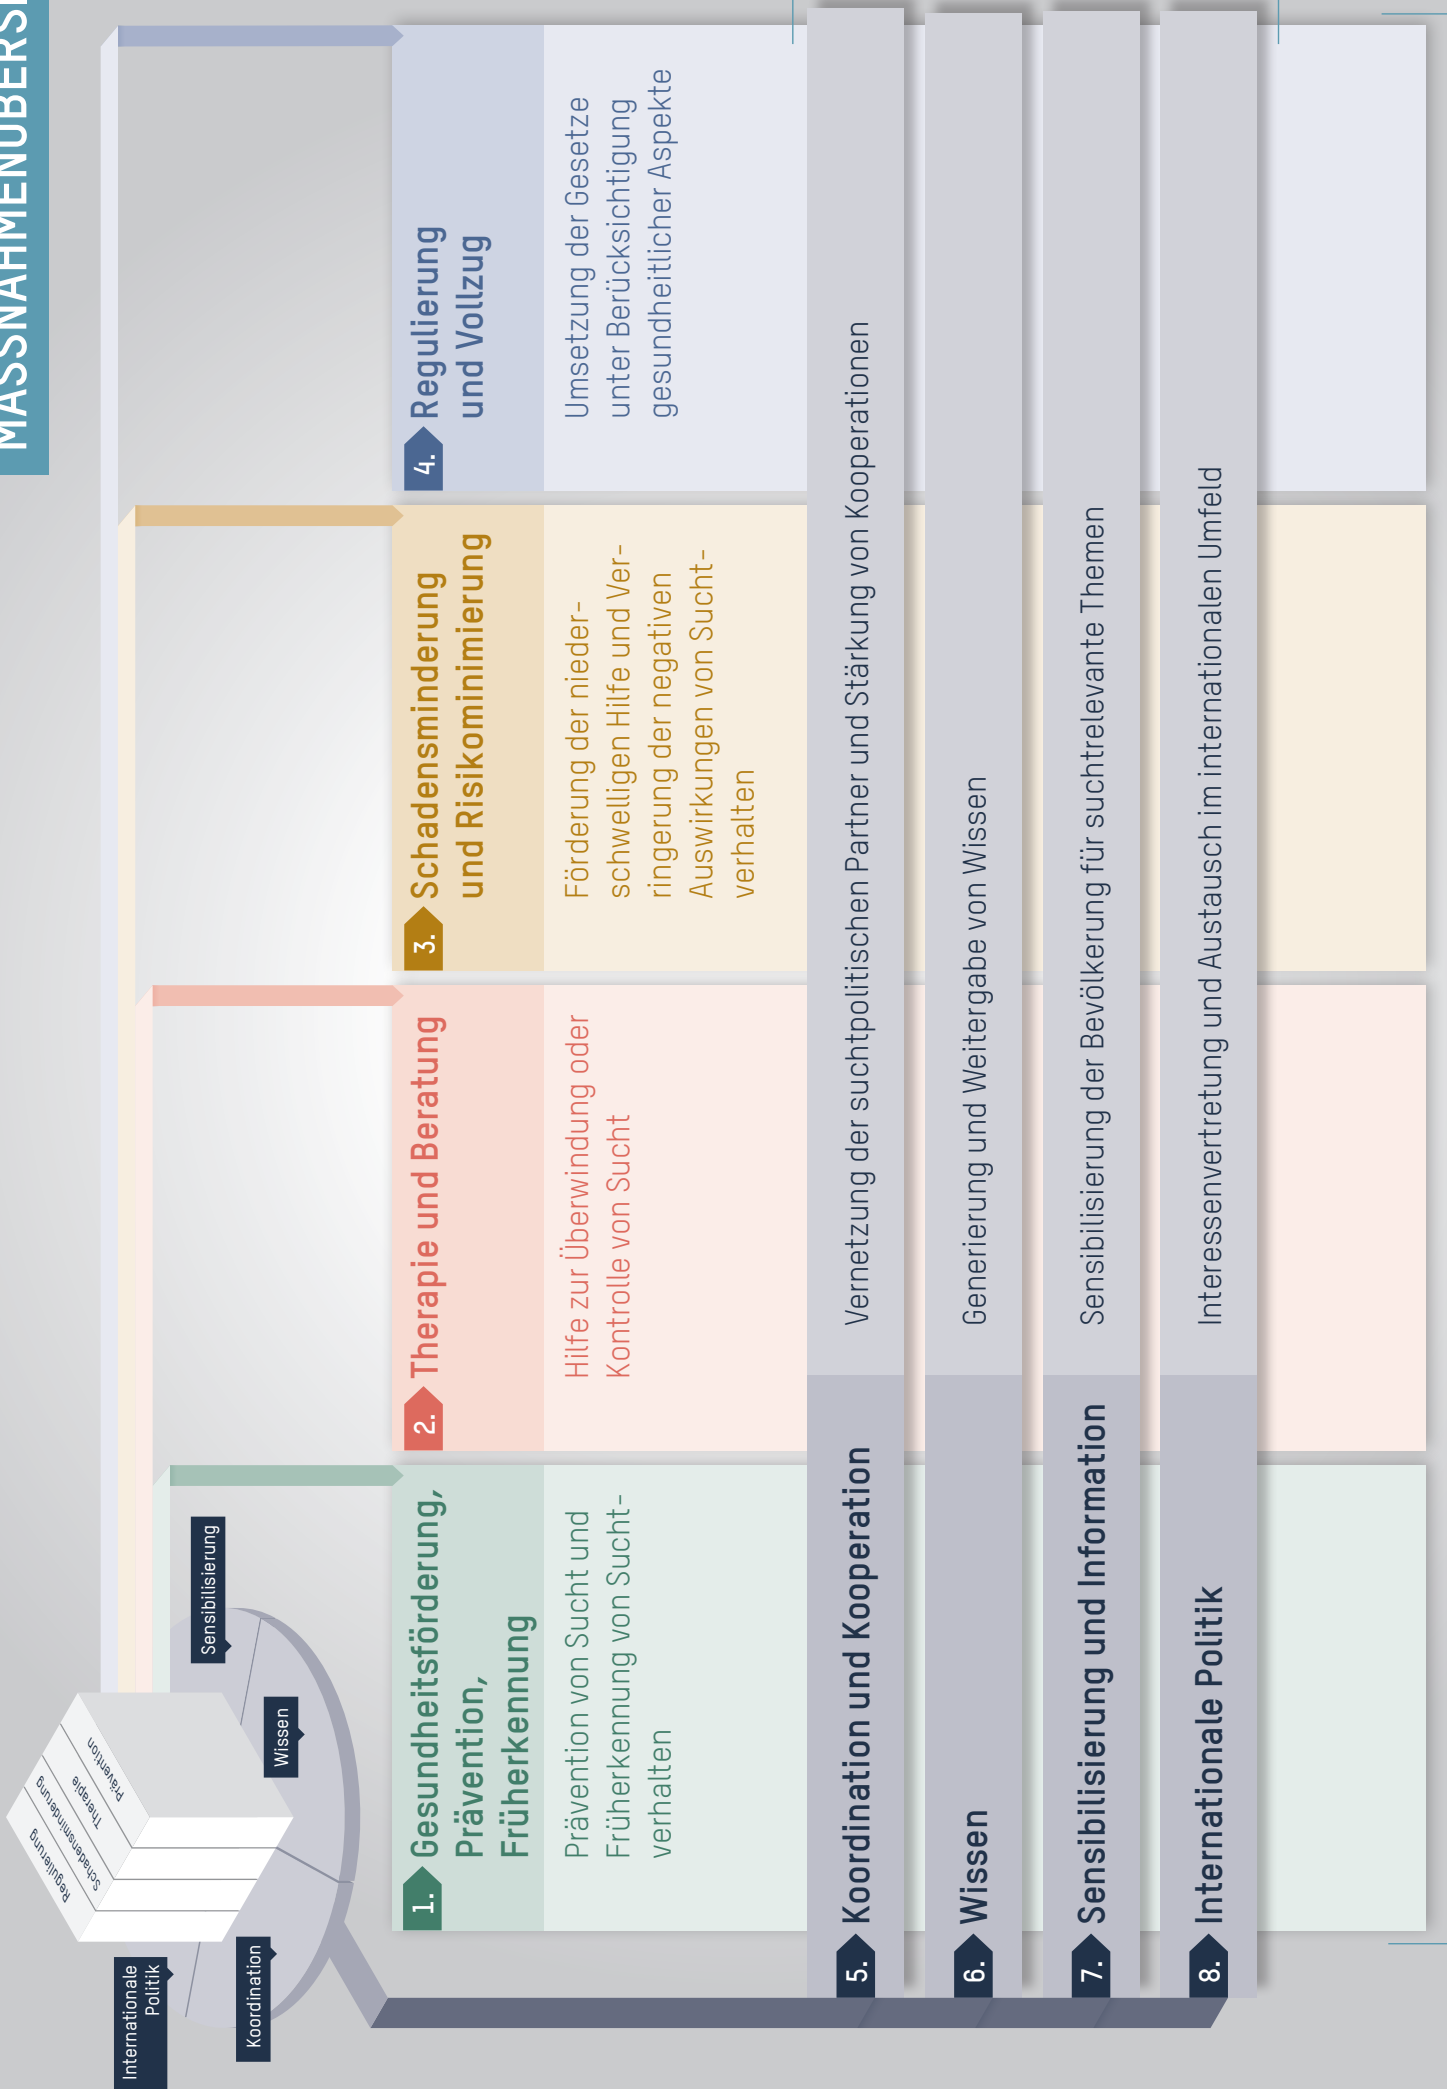 MASSNAHMENÜBERS
Internationale
Politik
Koordination
Wissen
Sensibilisierung
Regulierung
Schadensminderung
Therapie
Prävention
1. Gesundheitsförderung,
Prävention,
Früherkennung
Prävention von Sucht und
Früherkennung von Sucht-
verhalten
2. Therapie und Beratung
Hilfe zur Überwindung oder
Kontrolle von Sucht
3. Schadensminderung
und Risikominimierung
Förderung der nieder-
schwelligen Hilfe und Ver-
ringerung der negativen
Auswirkungen von Sucht-
verhalten
4. Regulierung
und Vollzug
Umsetzung der Gesetze
unter Berücksichtigung
gesundheitlicher Aspekte
5. Koordination und Kooperation Vernetzung der suchtpolitischen Partner und Stärkung von Kooperationen
6. Wissen Generierung und Weitergabe von Wissen
7. Sensibilisierung und Information Sensibilisierung der Bevölkerung für suchtrelevante Themen
8. Internationale Politik Interessenvertretung und Austausch im internationalen Umfeld